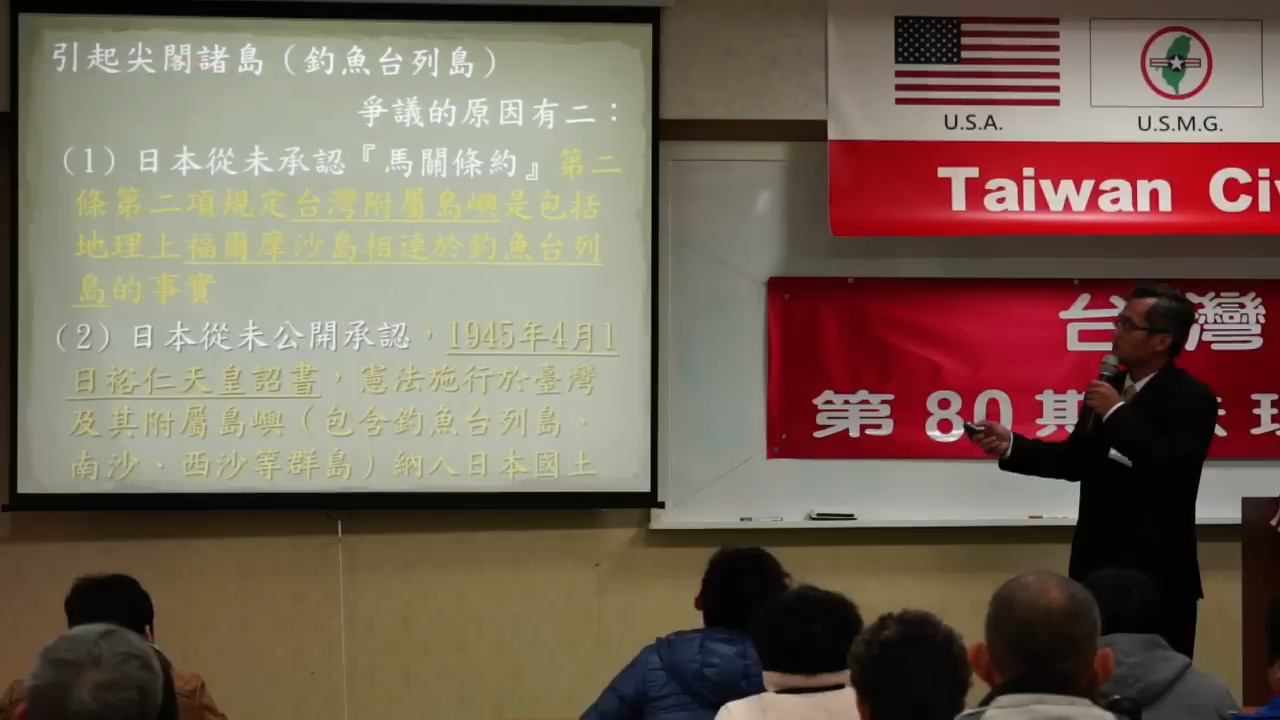 引起尖閣諸島（釣魚台列島）
爭議的原因有二：
（1）日本從未承認『馬關條約』第二
條第二項規定台灣附屬島嶼是包括
地理上福爾摩沙島相連於釣魚台列
島的事實
（2）日本從未公開承認，1945年4月1
日裕仁天皇詔書，憲法施行於臺灣
及其附屬島嶼（包含釣魚台列島、
南沙、西沙等群島）納入日本國土
U.S.A.
U.S.M.G.
Taiwan Ci
台灣
第80期